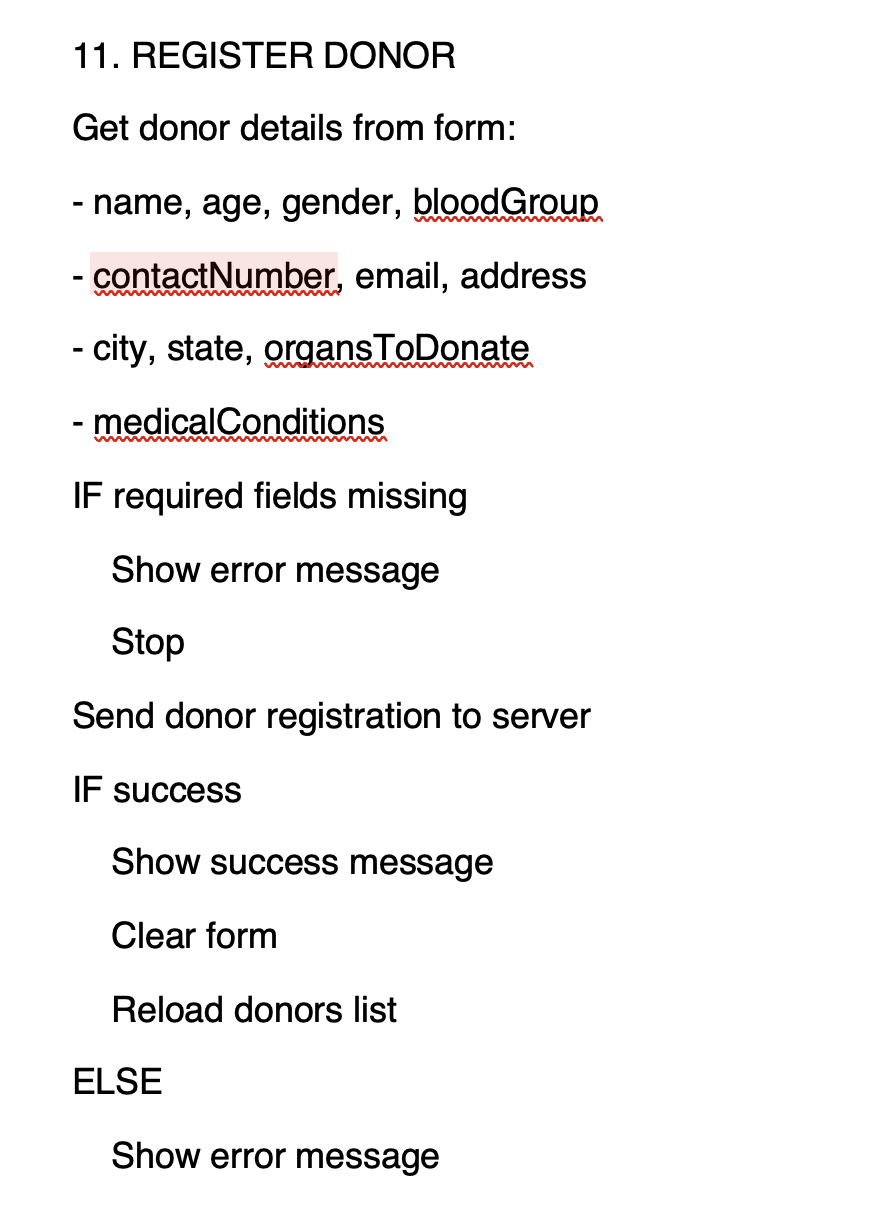 11. REGISTER DONOR
Get donor details from form:
- name, age, gender, bloodGroup
- contactNumber, email, address
- city, state, organsToDonate
- medicalConditions
IF required fields missing
Show error message
Stop
Send donor registration to server
IF success
Show success message
Clear form
Reload donors list
ELSE
Show error message